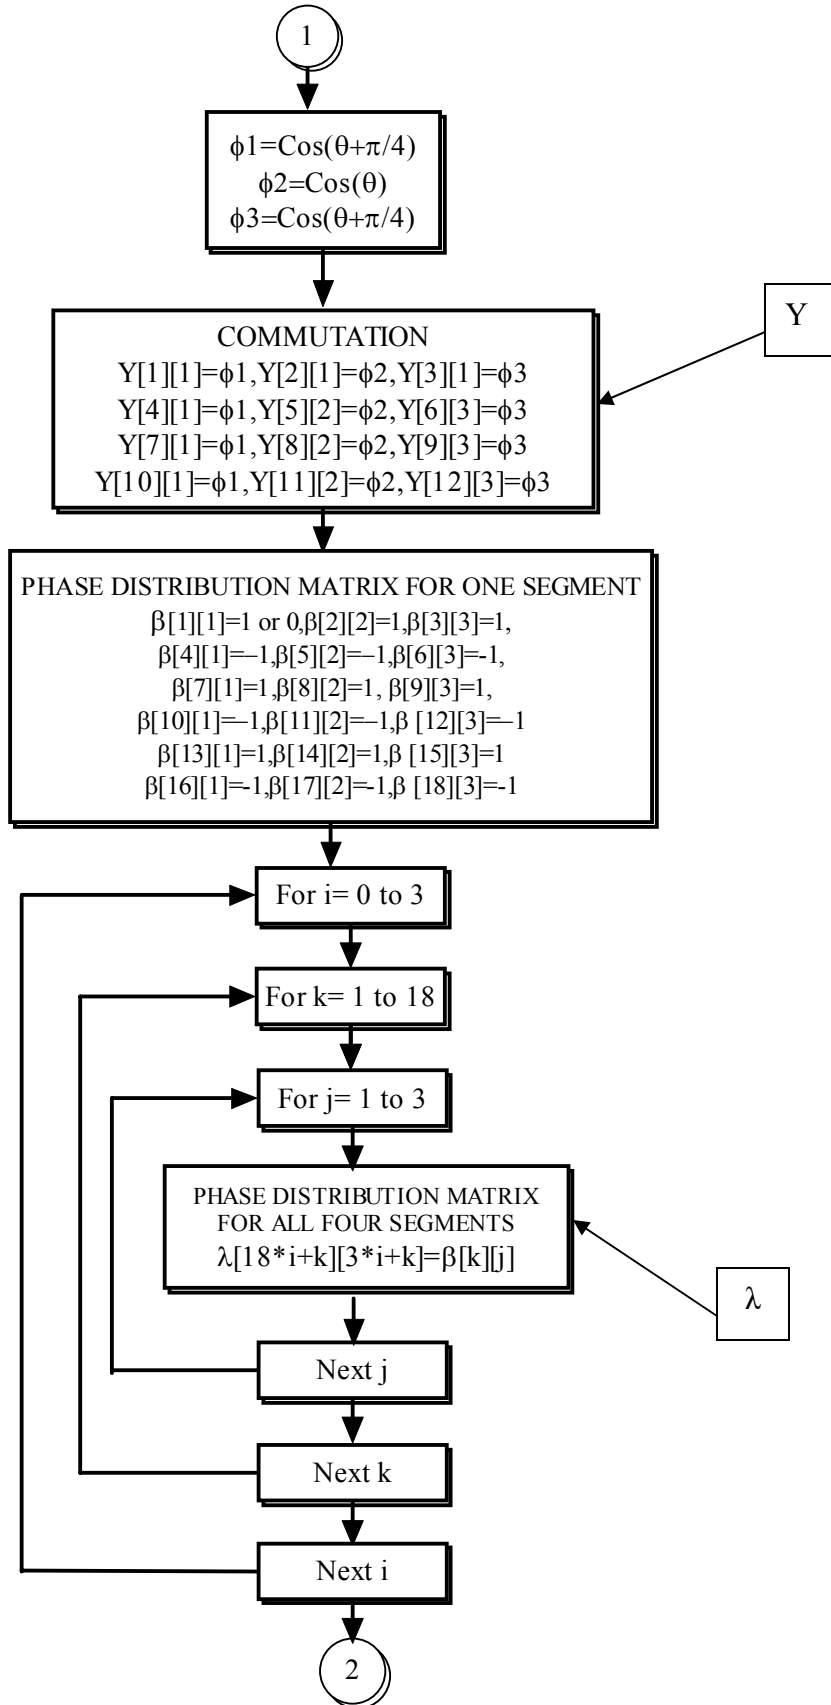 1
ϕ1=Cos(θ+π/4)
ϕ2=Cos(θ)
ϕ3=Cos(θ+π/4)
Y
COMMUTATION
Y[1][1]=ϕ1,Y[2][1]=ϕ2,Y[3][1]=ϕ3
Y[4][1]=ϕ1,Y[5][2]=ϕ2,Y[6][3]=ϕ3
Y[7][1]=ϕ1,Y[8][2]=ϕ2,Y[9][3]=ϕ3
Y[10][1]=ϕ1,Y[11][2]=ϕ2,Y[12][3]=ϕ3
PHASE DISTRIBUTION MATRIX FOR ONE SEGMENT
β[1][1]=1 or 0,β[2][2]=1,β[3][3]=1,
β[4][1]=–1,β[5][2]=–1,β[6][3]=-1,
β[7][1]=1,β[8][2]=1, β[9][3]=1,
β[10][1]=–1,β[11][2]=–1,β [12][3]=–1
β[13][1]=1,β[14][2]=1,β [15][3]=1
β[16][1]=-1,β[17][2]=-1,β [18][3]=-1
For i= 0 to 3
For k= 1 to 18
For j= 1 to 3
PHASE DISTRIBUTION MATRIX
FOR ALL FOUR SEGMENTS
λ[18*i+k][3*i+k]=β[k][j]
λ
Next j
Next k
Next i
2